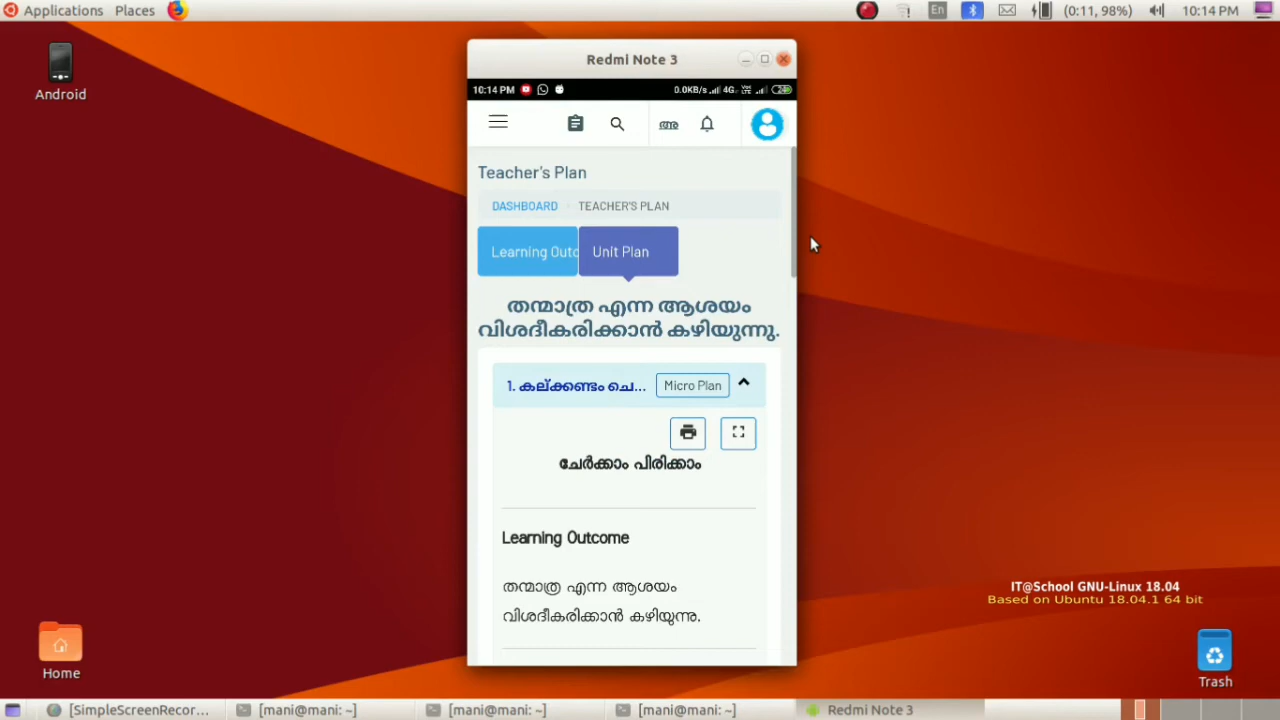 Applications Places
En
(0:11, 98%)
10:14 PM
Android
Redmi Note 3
10:14 PM
0.0KB/s
4G
അ
Teacher's Plan
DASHBOARD
TEACHER'S PLAN
Learning Outc
Unit Plan
തന്മാത്ര എന്ന ആശയം
വിശദീകരിക്കാൻ കഴിയുന്നു.
1. കല്ക്കണ്ടം ചെ...
Micro Plan
ചേർക്കാം പിരിക്കാം
Learning Outcome
തന്മാത്ര എന്ന ആശയം
വിശദീകരിക്കാൻ കഴിയുന്നു.
IT@School GNU-Linux 18.04
Based on Ubuntu 18.04.1 64 bit
Home
Trash
[SimpleScreenRecor...
[mani@mani: ~]
[mani@mani: ~]
[mani@mani: ~]
Redmi Note 3